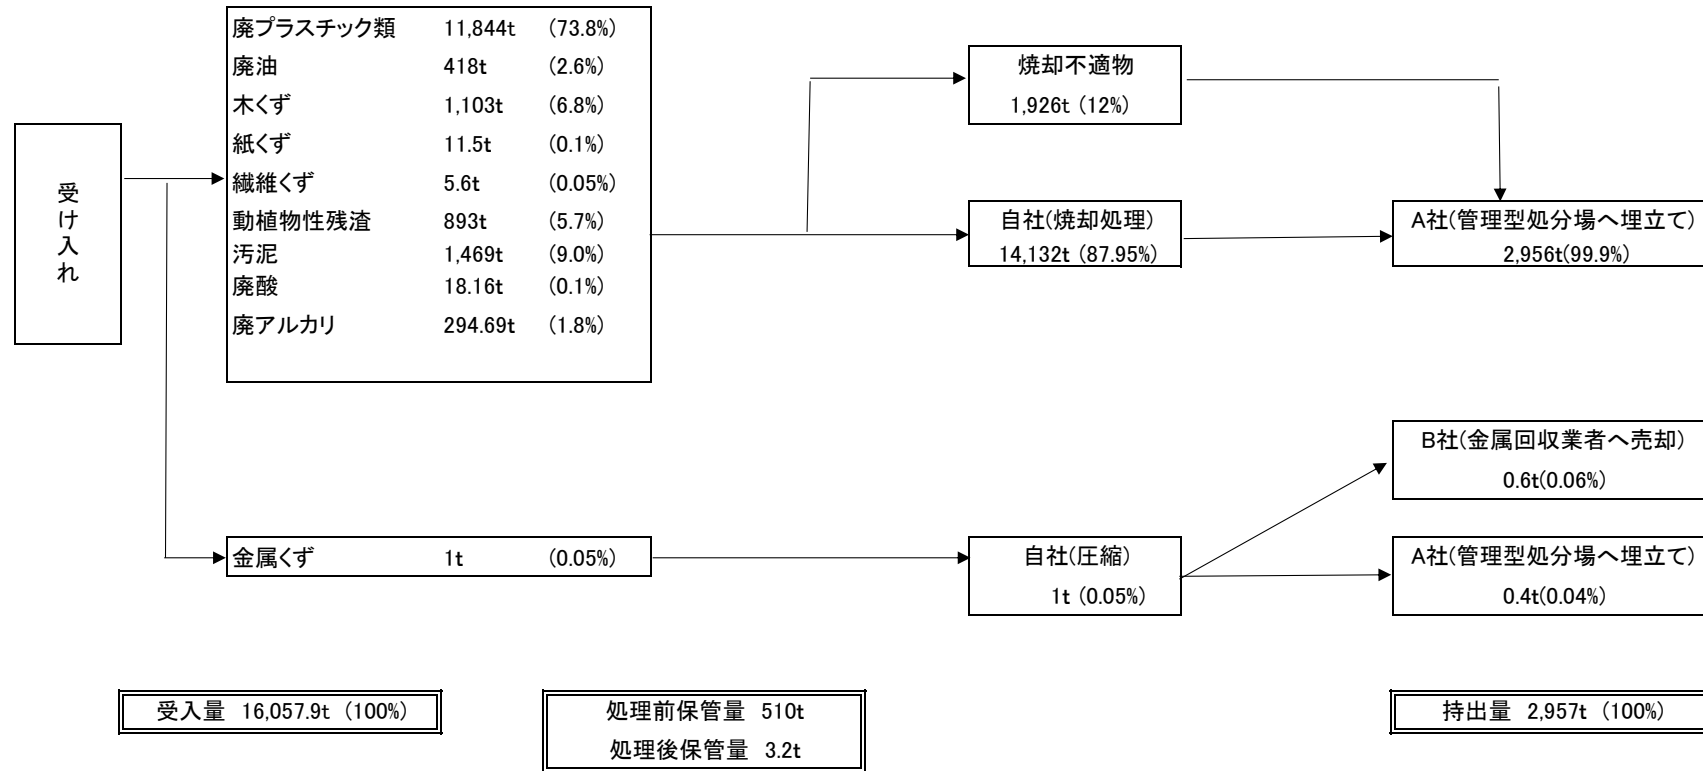 受け入れ
廃プラスチック類 11,844t (73.8%)
廃油 418t (2.6%)
木くず 1,103t (6.8%)
紙くず 11.5t (0.1%)
繊維くず 5.6t (0.05%)
動植物性残渣 893t (5.7%)
汚泥 1,469t (9.0%)
廃酸 18.16t (0.1%)
廃アルカリ 294.69t (1.8%)
焼却不適物
1,926t (12%)
自社(焼却処理)
14,132t (87.95%)
A社(管理型処分場へ埋立て)
2,956t(99.9%)
金属くず 1t (0.05%)
自社(圧縮)
1t (0.05%)
B社(金属回収業者へ売却)
0.6t(0.06%)
A社(管理型処分場へ埋立て)
0.4t(0.04%)
受入量 16,057.9t (100%)
処理前保管量 510t
処理後保管量 3.2t
持出量 2,957t (100%)